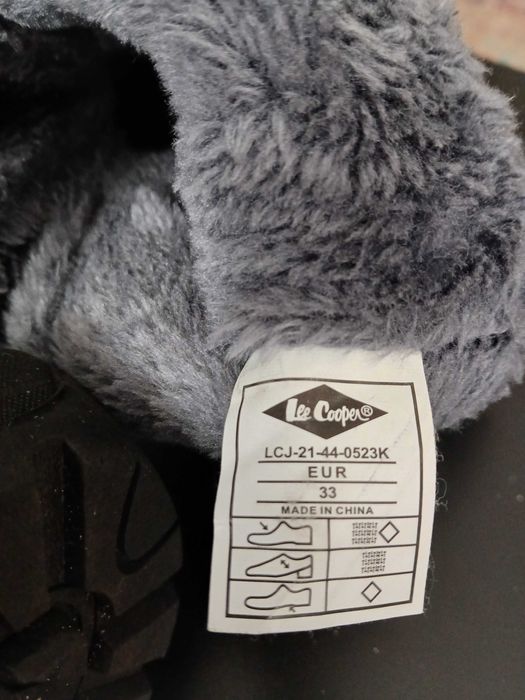 Lee Cooper®
LCJ-21-44-0523K
EUR
33
MADE IN CHINA